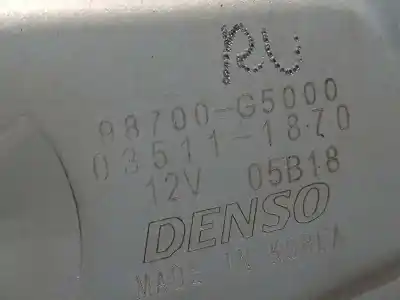 RU
98700-G5000
03511-1870
12V 05B18
DENSO
MADE IN KOREA